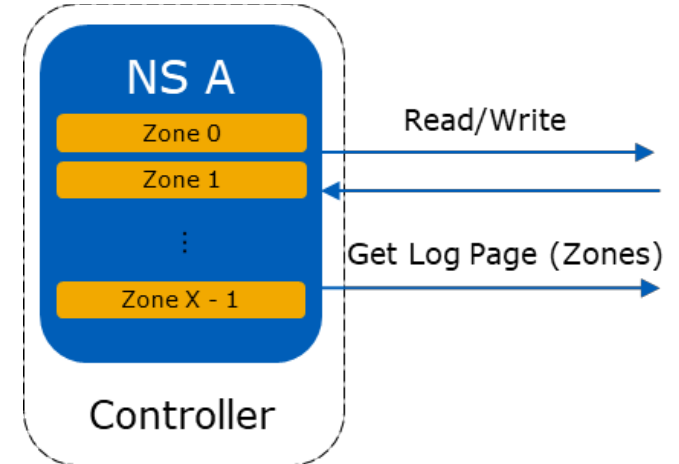 NS A
Zone 0
Zone 1
⋮
Zone X - 1
Controller
Read/Write
Get Log Page (Zones)